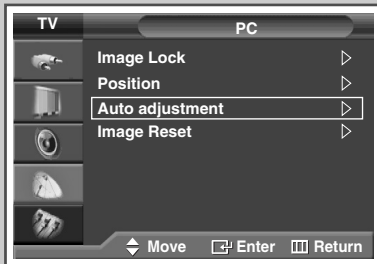 TV
PC
Image Lock
Position
Auto adjustment
Image Reset
Move Enter Return